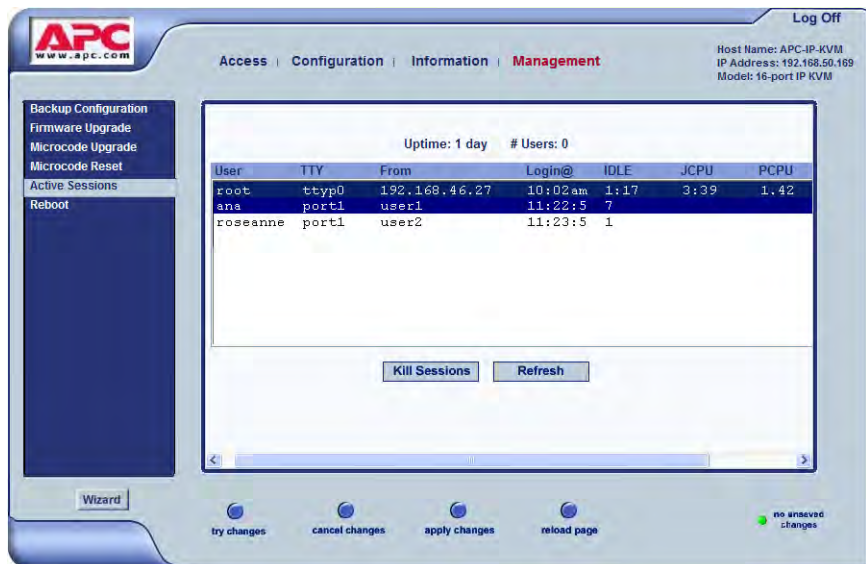 Log Off
APC
www.apc.com
Access | Configuration | Information | Management
Host Name: APC-IP-KVM
IP Address: 192.168.50.169
Model: 16-port IP KVM
Backup Configuration
Firmware Upgrade
Microcode Upgrade
Microcode Reset
Active Sessions
Reboot
Uptime: 1 day # Users: 0
User TTY From Login@ IDLE JCPU PCPU
root ttyp0 192.168.46.27 10:02am 1:17 3:39 1.42
ana port1 user1 11:22:5 7
roseanne port1 user2 11:23:5 1
Kill Sessions Refresh
Wizard
try changes cancel changes apply changes reload page
no unsaved
changes